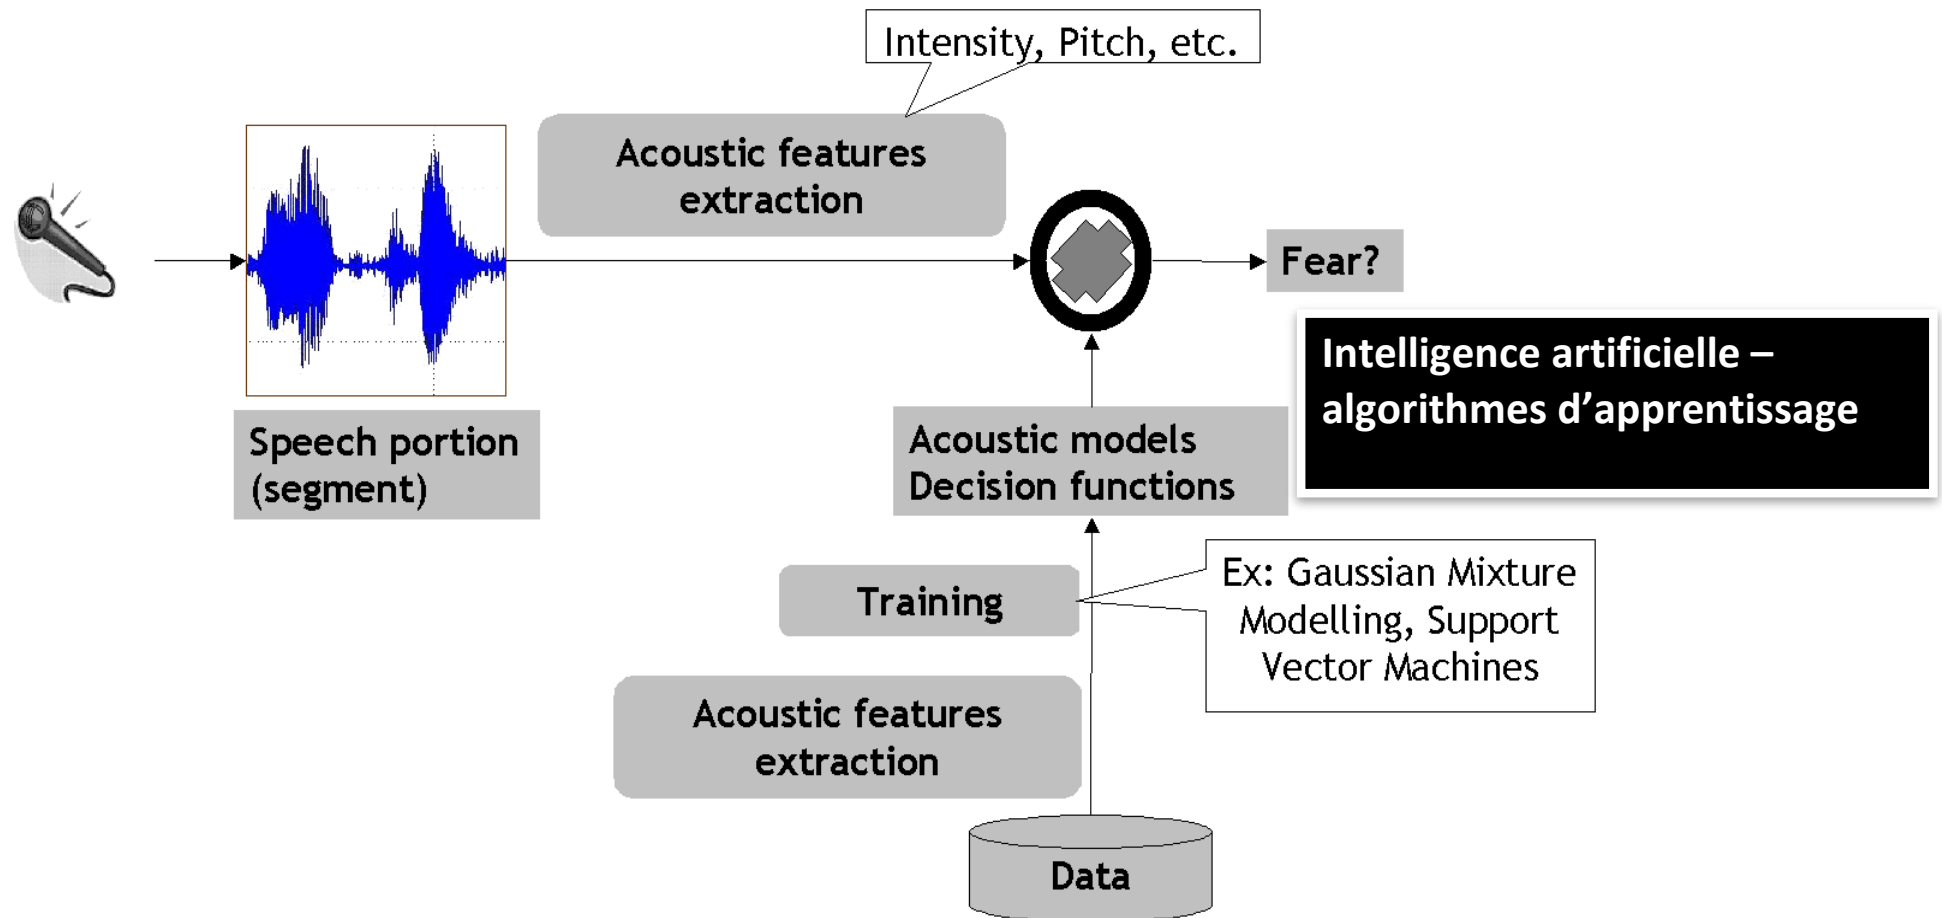 Intensity, Pitch, etc.
Acoustic features
extraction
Fear?
Speech portion
(segment)
Acoustic models
Decision functions
Intelligence artificielle –
algorithmes d’apprentissage
Training
Ex: Gaussian Mixture
Modelling, Support
Vector Machines
Acoustic features
extraction
Data